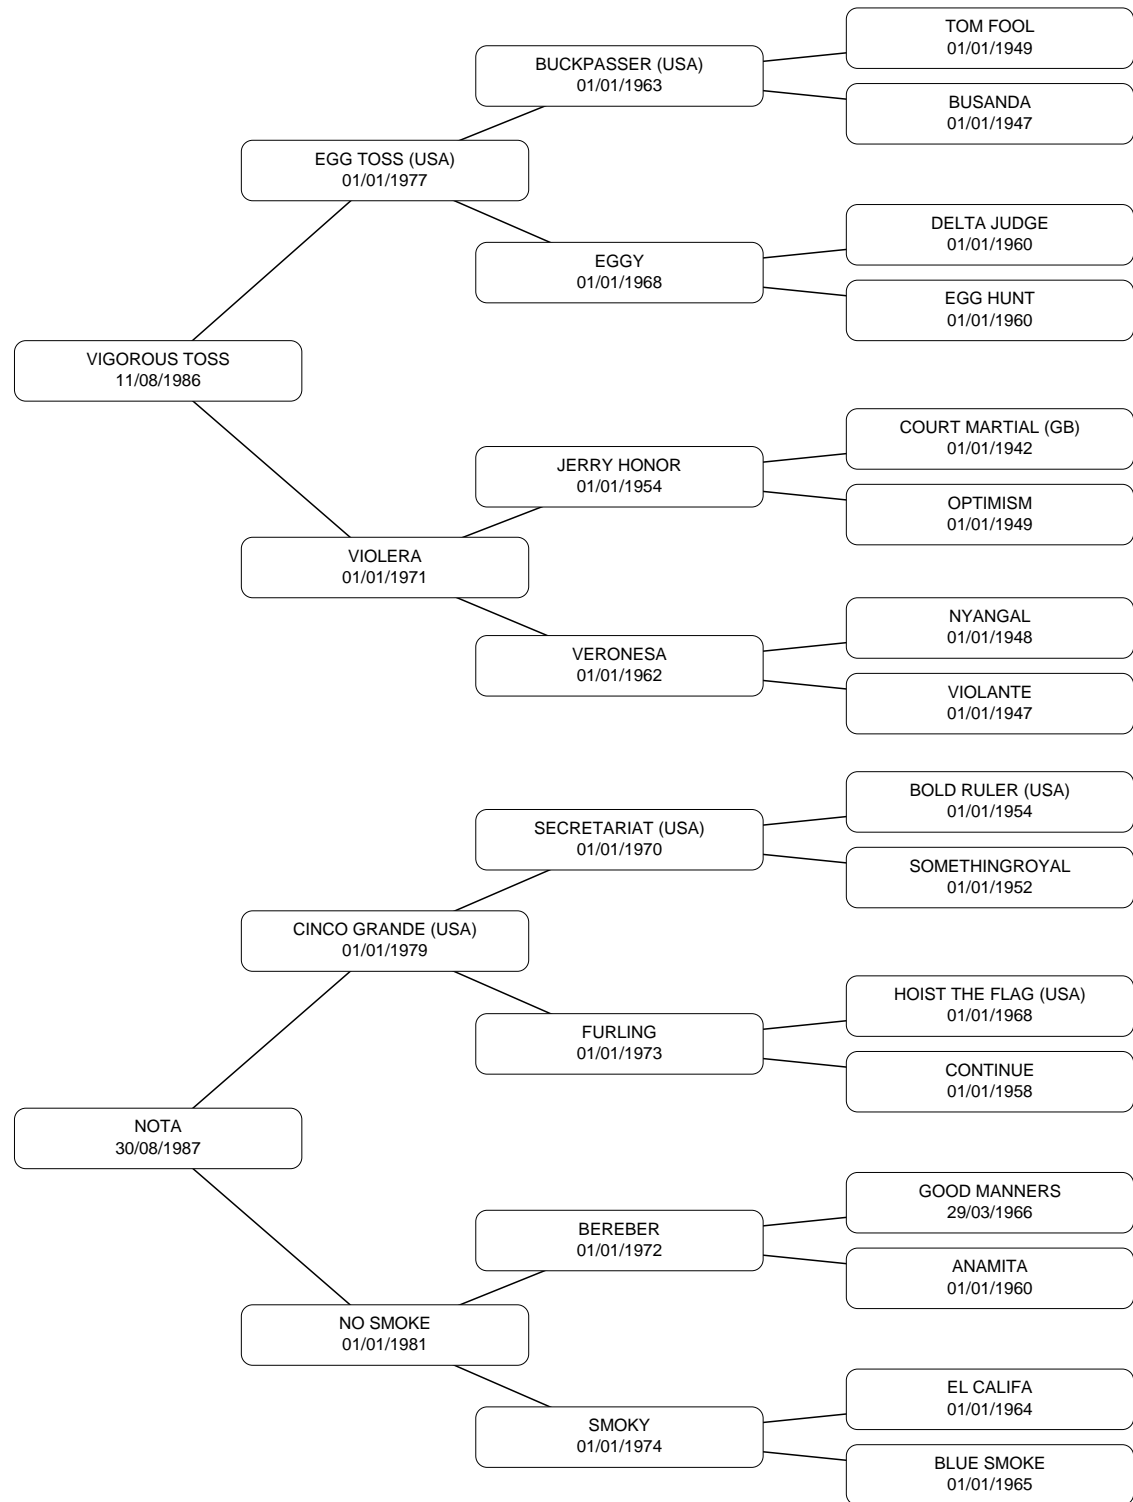 TOM FOOL
01/01/1949
BUCKPASSER (USA)
01/01/1963
BUSANDA
01/01/1947
EGG TOSS (USA)
01/01/1977
DELTA JUDGE
01/01/1960
EGGY
01/01/1968
EGG HUNT
01/01/1960
VIGOROUS TOSS
11/08/1986
COURT MARTIAL (GB)
01/01/1942
JERRY HONOR
01/01/1954
OPTIMISM
01/01/1949
VIOLERA
01/01/1971
NYANGAL
01/01/1948
VERONESA
01/01/1962
VIOLANTE
01/01/1947
BOLD RULER (USA)
01/01/1954
SECRETARIAT (USA)
01/01/1970
SOMETHINGROYAL
01/01/1952
CINCO GRANDE (USA)
01/01/1979
HOIST THE FLAG (USA)
01/01/1968
FURLING
01/01/1973
CONTINUE
01/01/1958
NOTA
30/08/1987
GOOD MANNERS
29/03/1966
BEREBER
01/01/1972
ANAMITA
01/01/1960
NO SMOKE
01/01/1981
EL CALIFA
01/01/1964
SMOKY
01/01/1974
BLUE SMOKE
01/01/1965